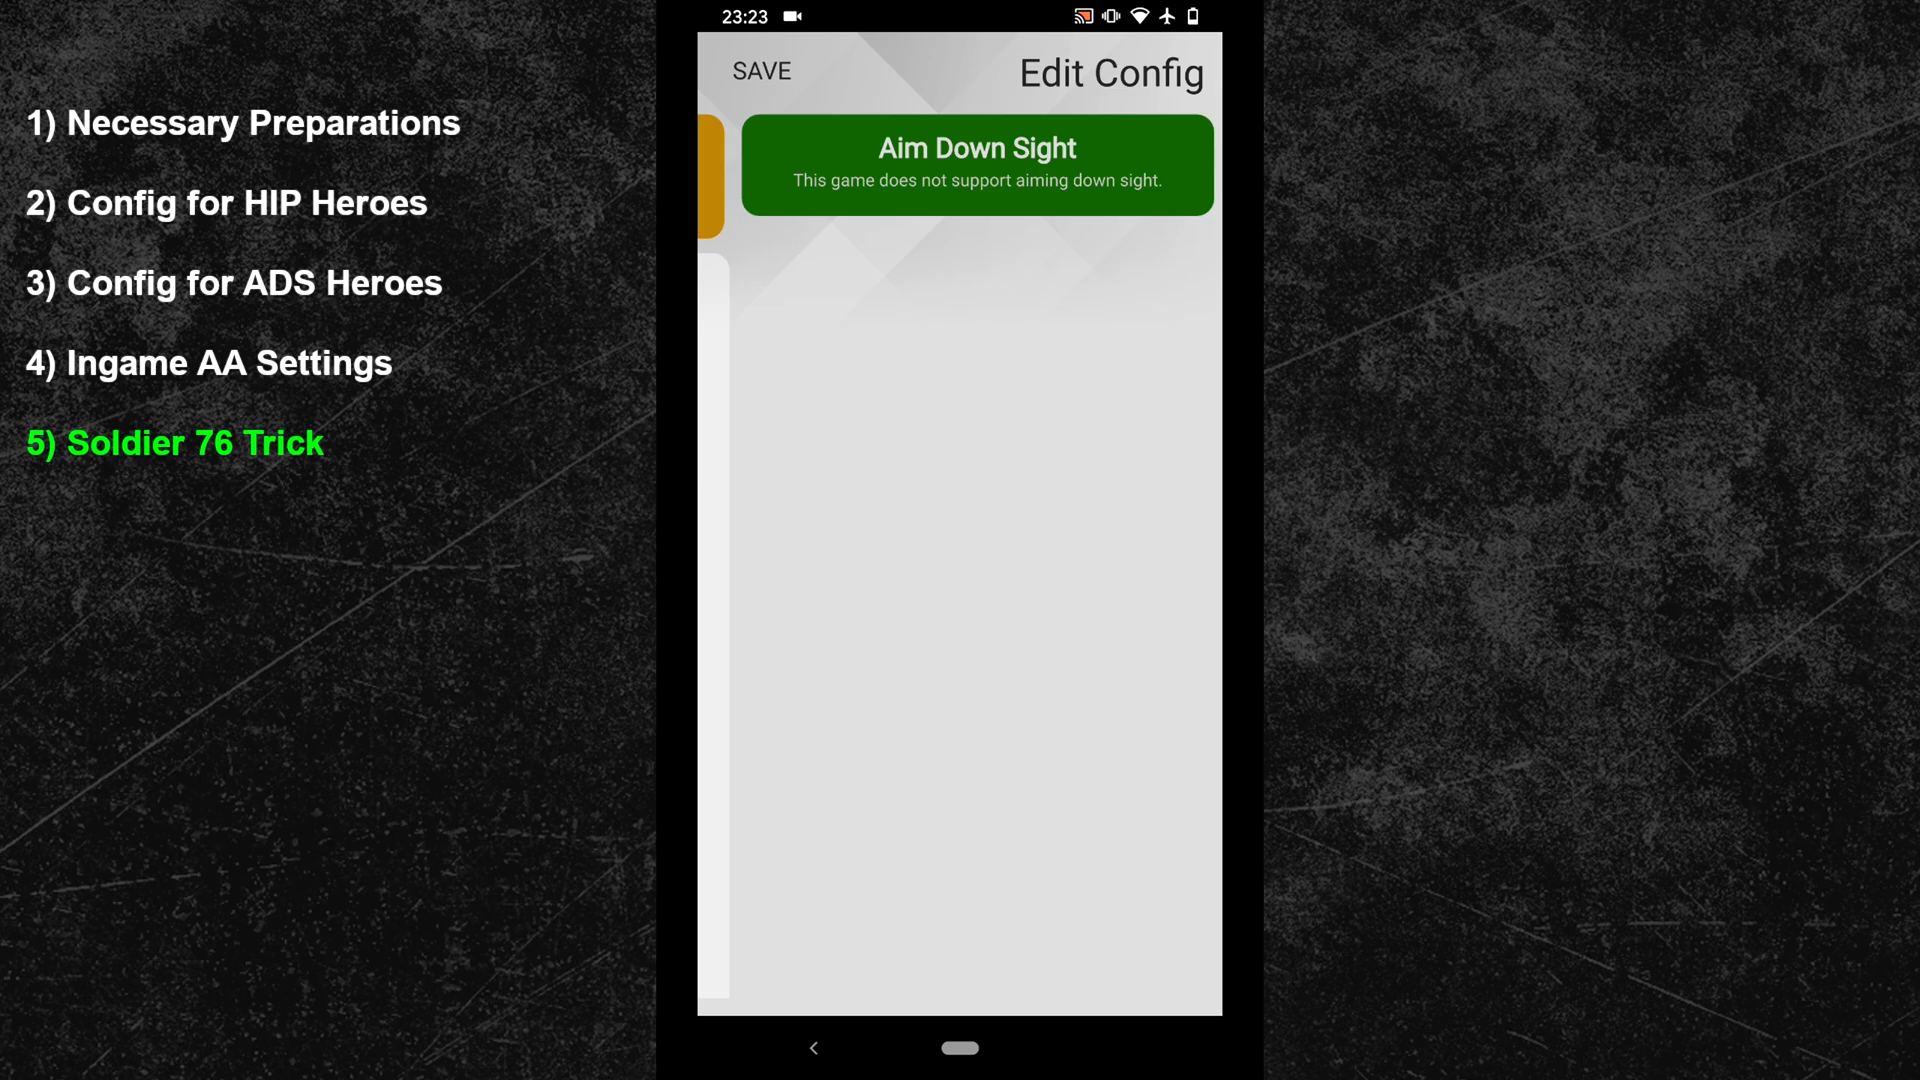 1) Necessary Preparations
2) Config for HIP Heroes
3) Config for ADS Heroes
4) Ingame AA Settings
5) Soldier 76 Trick
23:23
SAVE
Edit Config
Aim Down Sight
This game does not support aiming down sight.